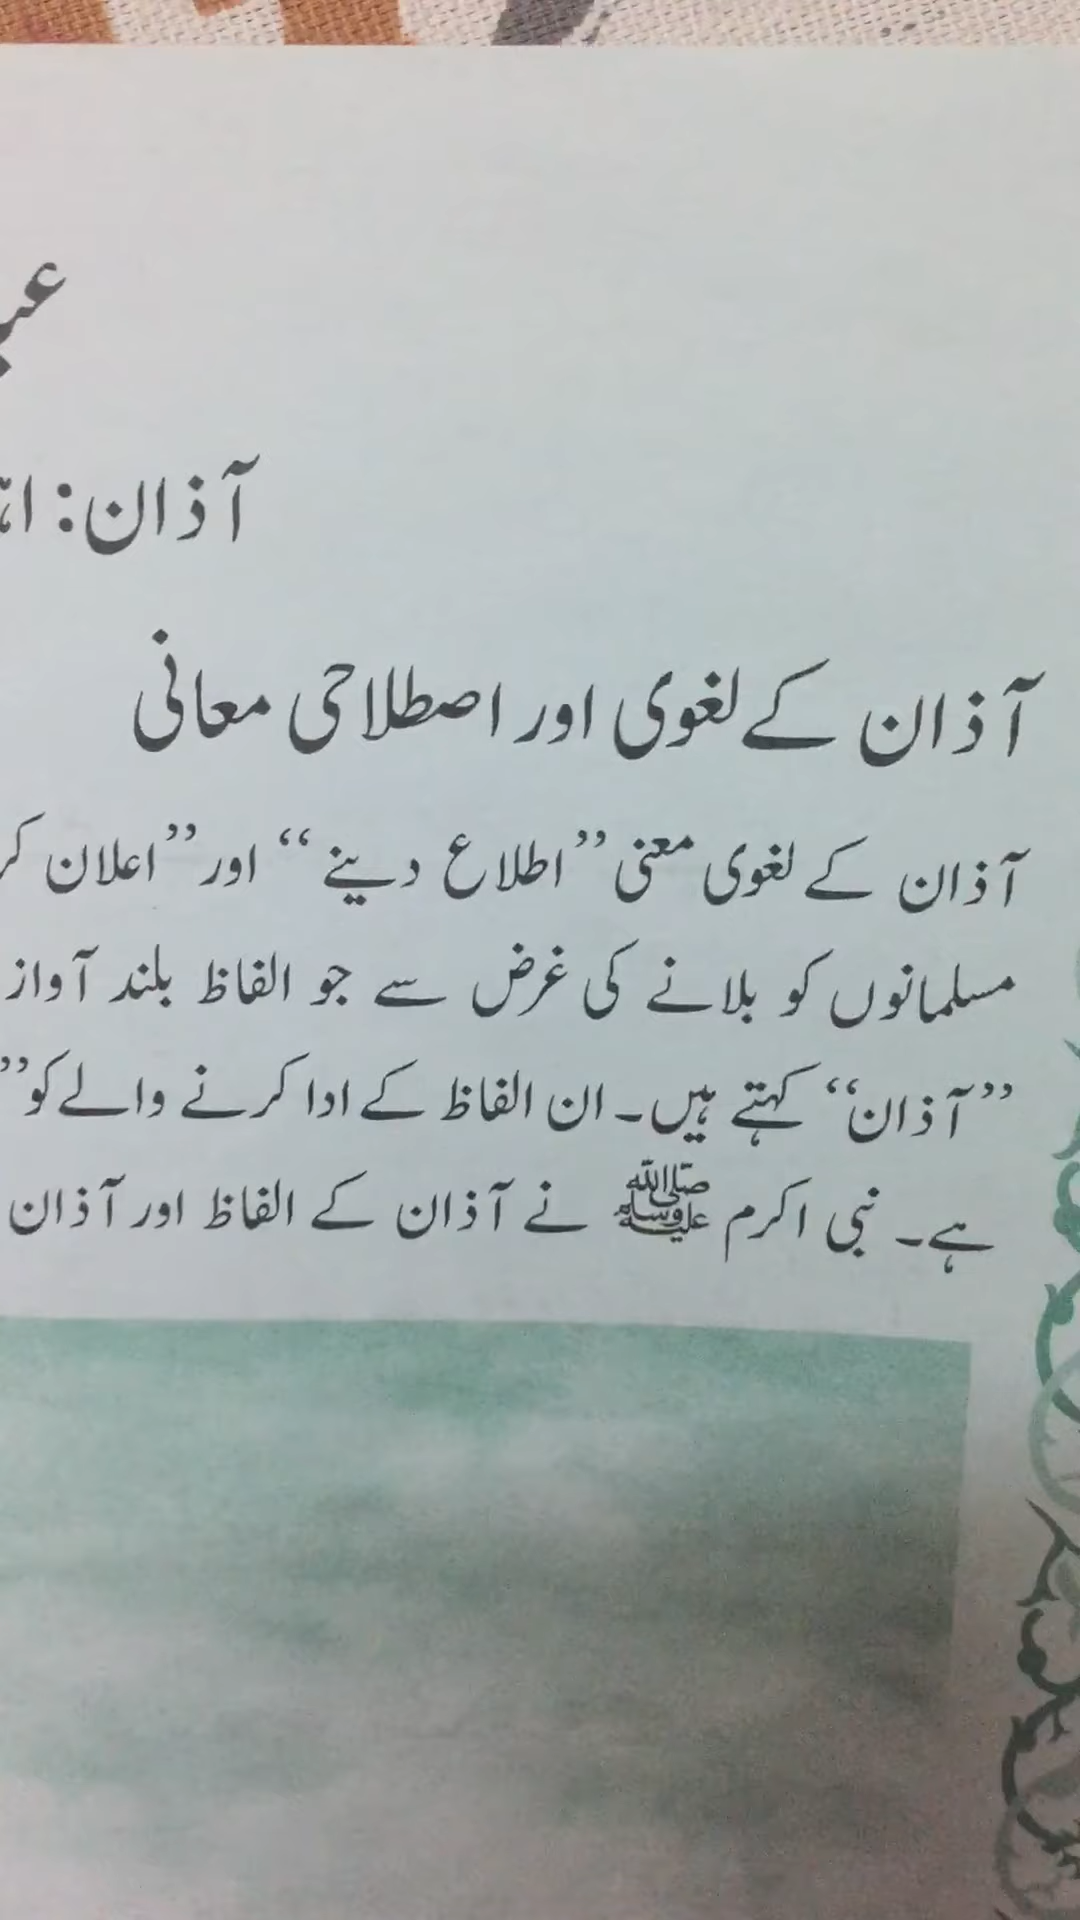 آذان:
آذان کے لغوی اور اصطلاحی معانی
آذان کے لغوی معنی ’’اطلاع دینے‘‘ اور ’’اعلان
مسلمانوں کو بلانے کی غرض سے جو الفاظ بلند آواز
’’آذان‘‘ کہتے ہیں۔ ان الفاظ کے ادا کرنے والے کو ’’
ہے۔ نبی اکرم ﷺ نے آذان کے الفاظ اور آذان